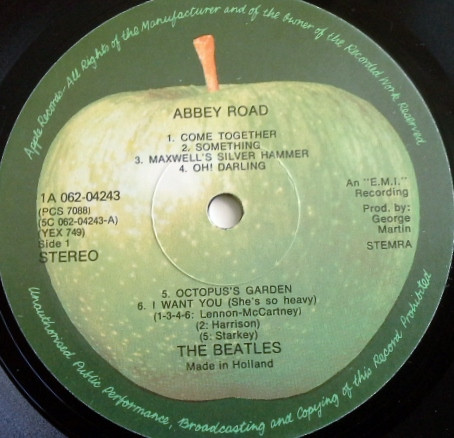 Apple Records-All Rights of the Manufacturer and of the Owner of the Recorded Work Reserved
ABBEY ROAD
1. COME TOGETHER
2. SOMETHING
3. MAXWELL'S SILVER HAMMER
4. OH! DARLING
1A 062-04243
(PCS 7088)
(5C 062-04243-A)
(YEX 749)
Side 1
STEREO
An "E.M.I."
Recording
Prod. by:
George
Martin
STEMRA
5. OCTOPUS'S GARDEN
6. I WANT YOU (She's so heavy)
(1-3-4-6: Lennon-McCartney)
(2: Harrison)
(5: Starkey)
THE BEATLES
Made in Holland
Unauthorised Public Performance, Broadcasting and Copying of this Record Prohibited